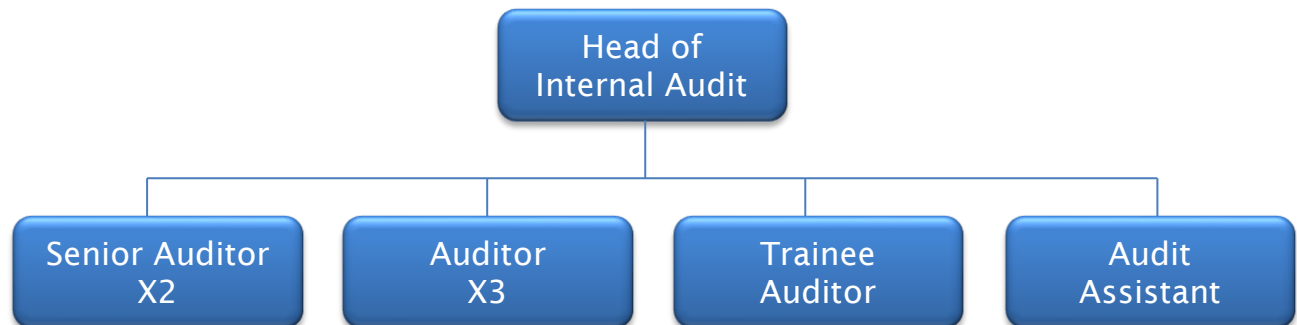 Head of
Internal Audit
Senior Auditor
X2
Auditor
X3
Trainee
Auditor
Audit
Assistant